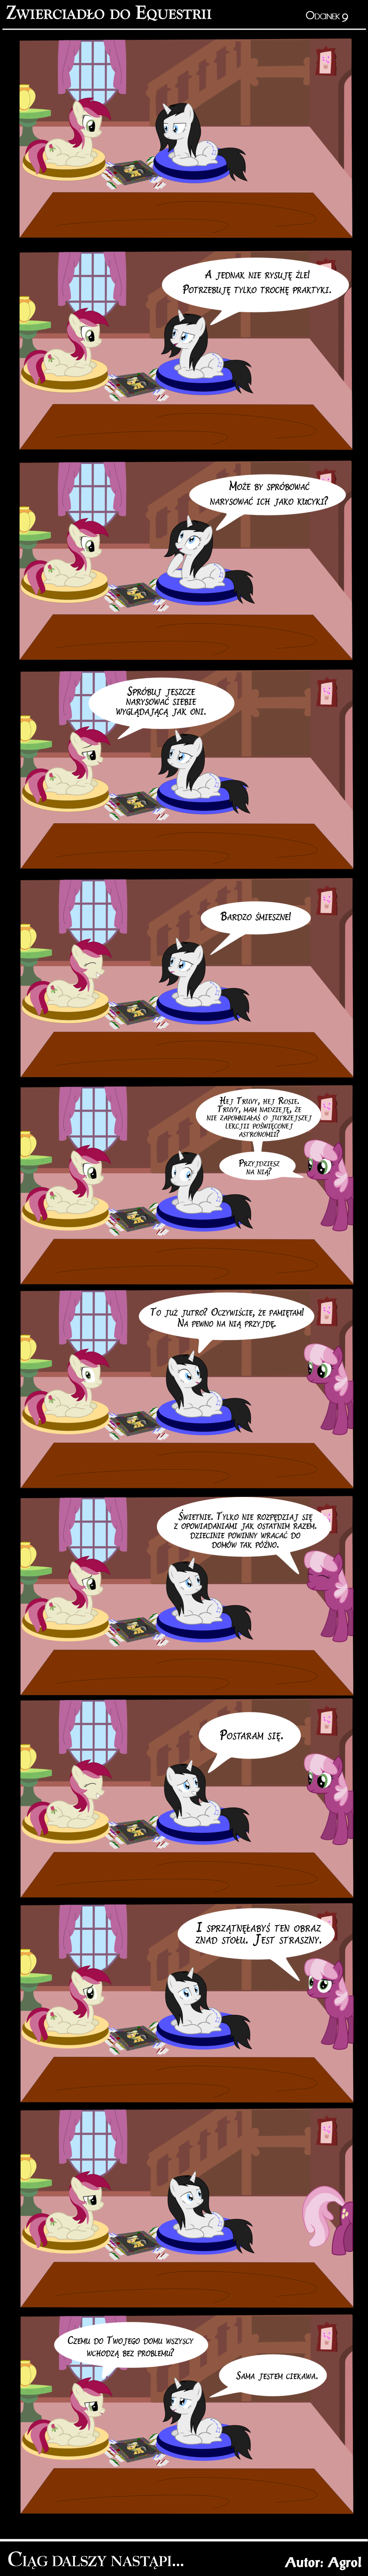 Zwierciadło do Equestrii
Odcinek 9
A jednak nie rysuję źle!
Potrzebuję tylko trochę praktyki.
Może by spróbować
narysować ich jako kucyki?
Spróbuj jeszcze
narysować siebie
wyglądającą jak oni.
Bardzo śmieszne!
Hej Truvy, hej Rosie.
Truvy, mam nadzieję, że
nie zapomniałaś o jutrzejszej
lekcji poświęconej
astronomii?
Przyjdziesz
na nią?
To już jutro? Oczywiście, że pamiętam!
Na pewno na nią przyjdę.
Świetnie. Tylko nie rozpędzaj się
z opowiadaniami jak ostatnim razem.
Dziecinie powinny wracać do
domów tak późno.
Postaram się.
I sprzątnęłabyś ten obraz
znad stołu. Jest straszny.
Czemu do Twojego domu wszyscy
wchodzą bez problemu?
Sama jestem ciekawa.
Ciąg dalszy nastąpi...
Autor: Agrol